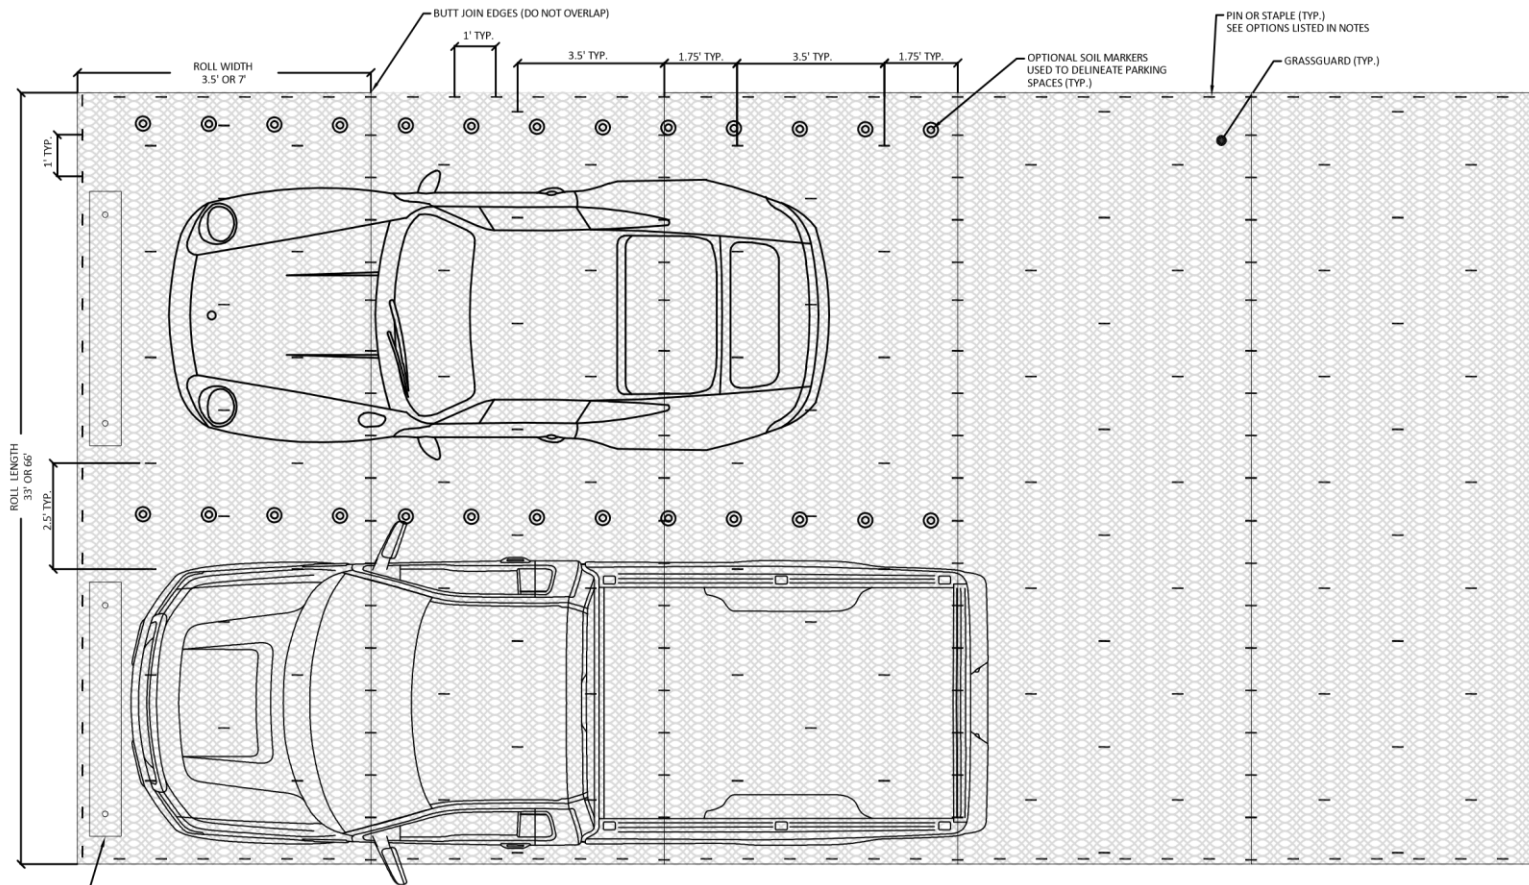 BUTT JOIN EDGES (DO NOT OVERLAP)
PIN OR STAPLE (TYP.)
SEE OPTIONS LISTED IN NOTES
1' TYP.
3.5' TYP.
1.75' TYP.
3.5' TYP.
1.75' TYP.
OPTIONAL SOIL MARKERS
USED TO DELINEATE PARKING
SPACES (TYP.)
GRASSGUARD (TYP.)
ROLL WIDTH
3.5' OR 7'
1' TYP.
ROLL LENGTH
33' OR 66'
2.5' TYP.